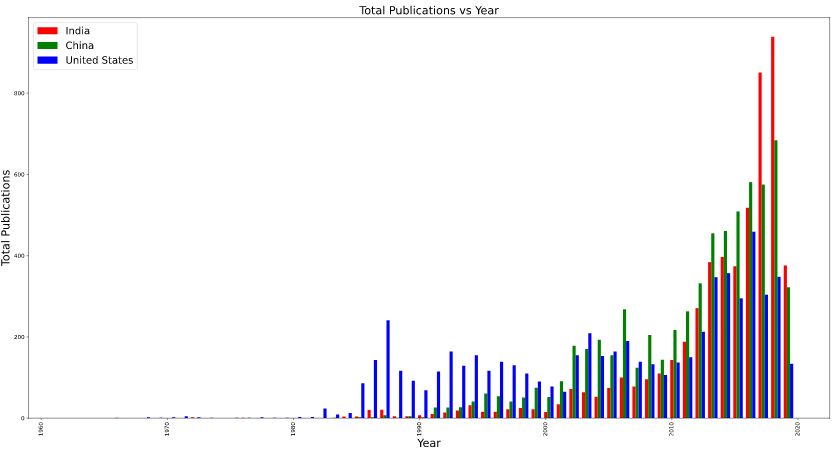 Total Publications vs Year
India
China
United States
Total Publications
800
600
400
200
0
1960
1970
1980
1990
2000
2010
2020
Year